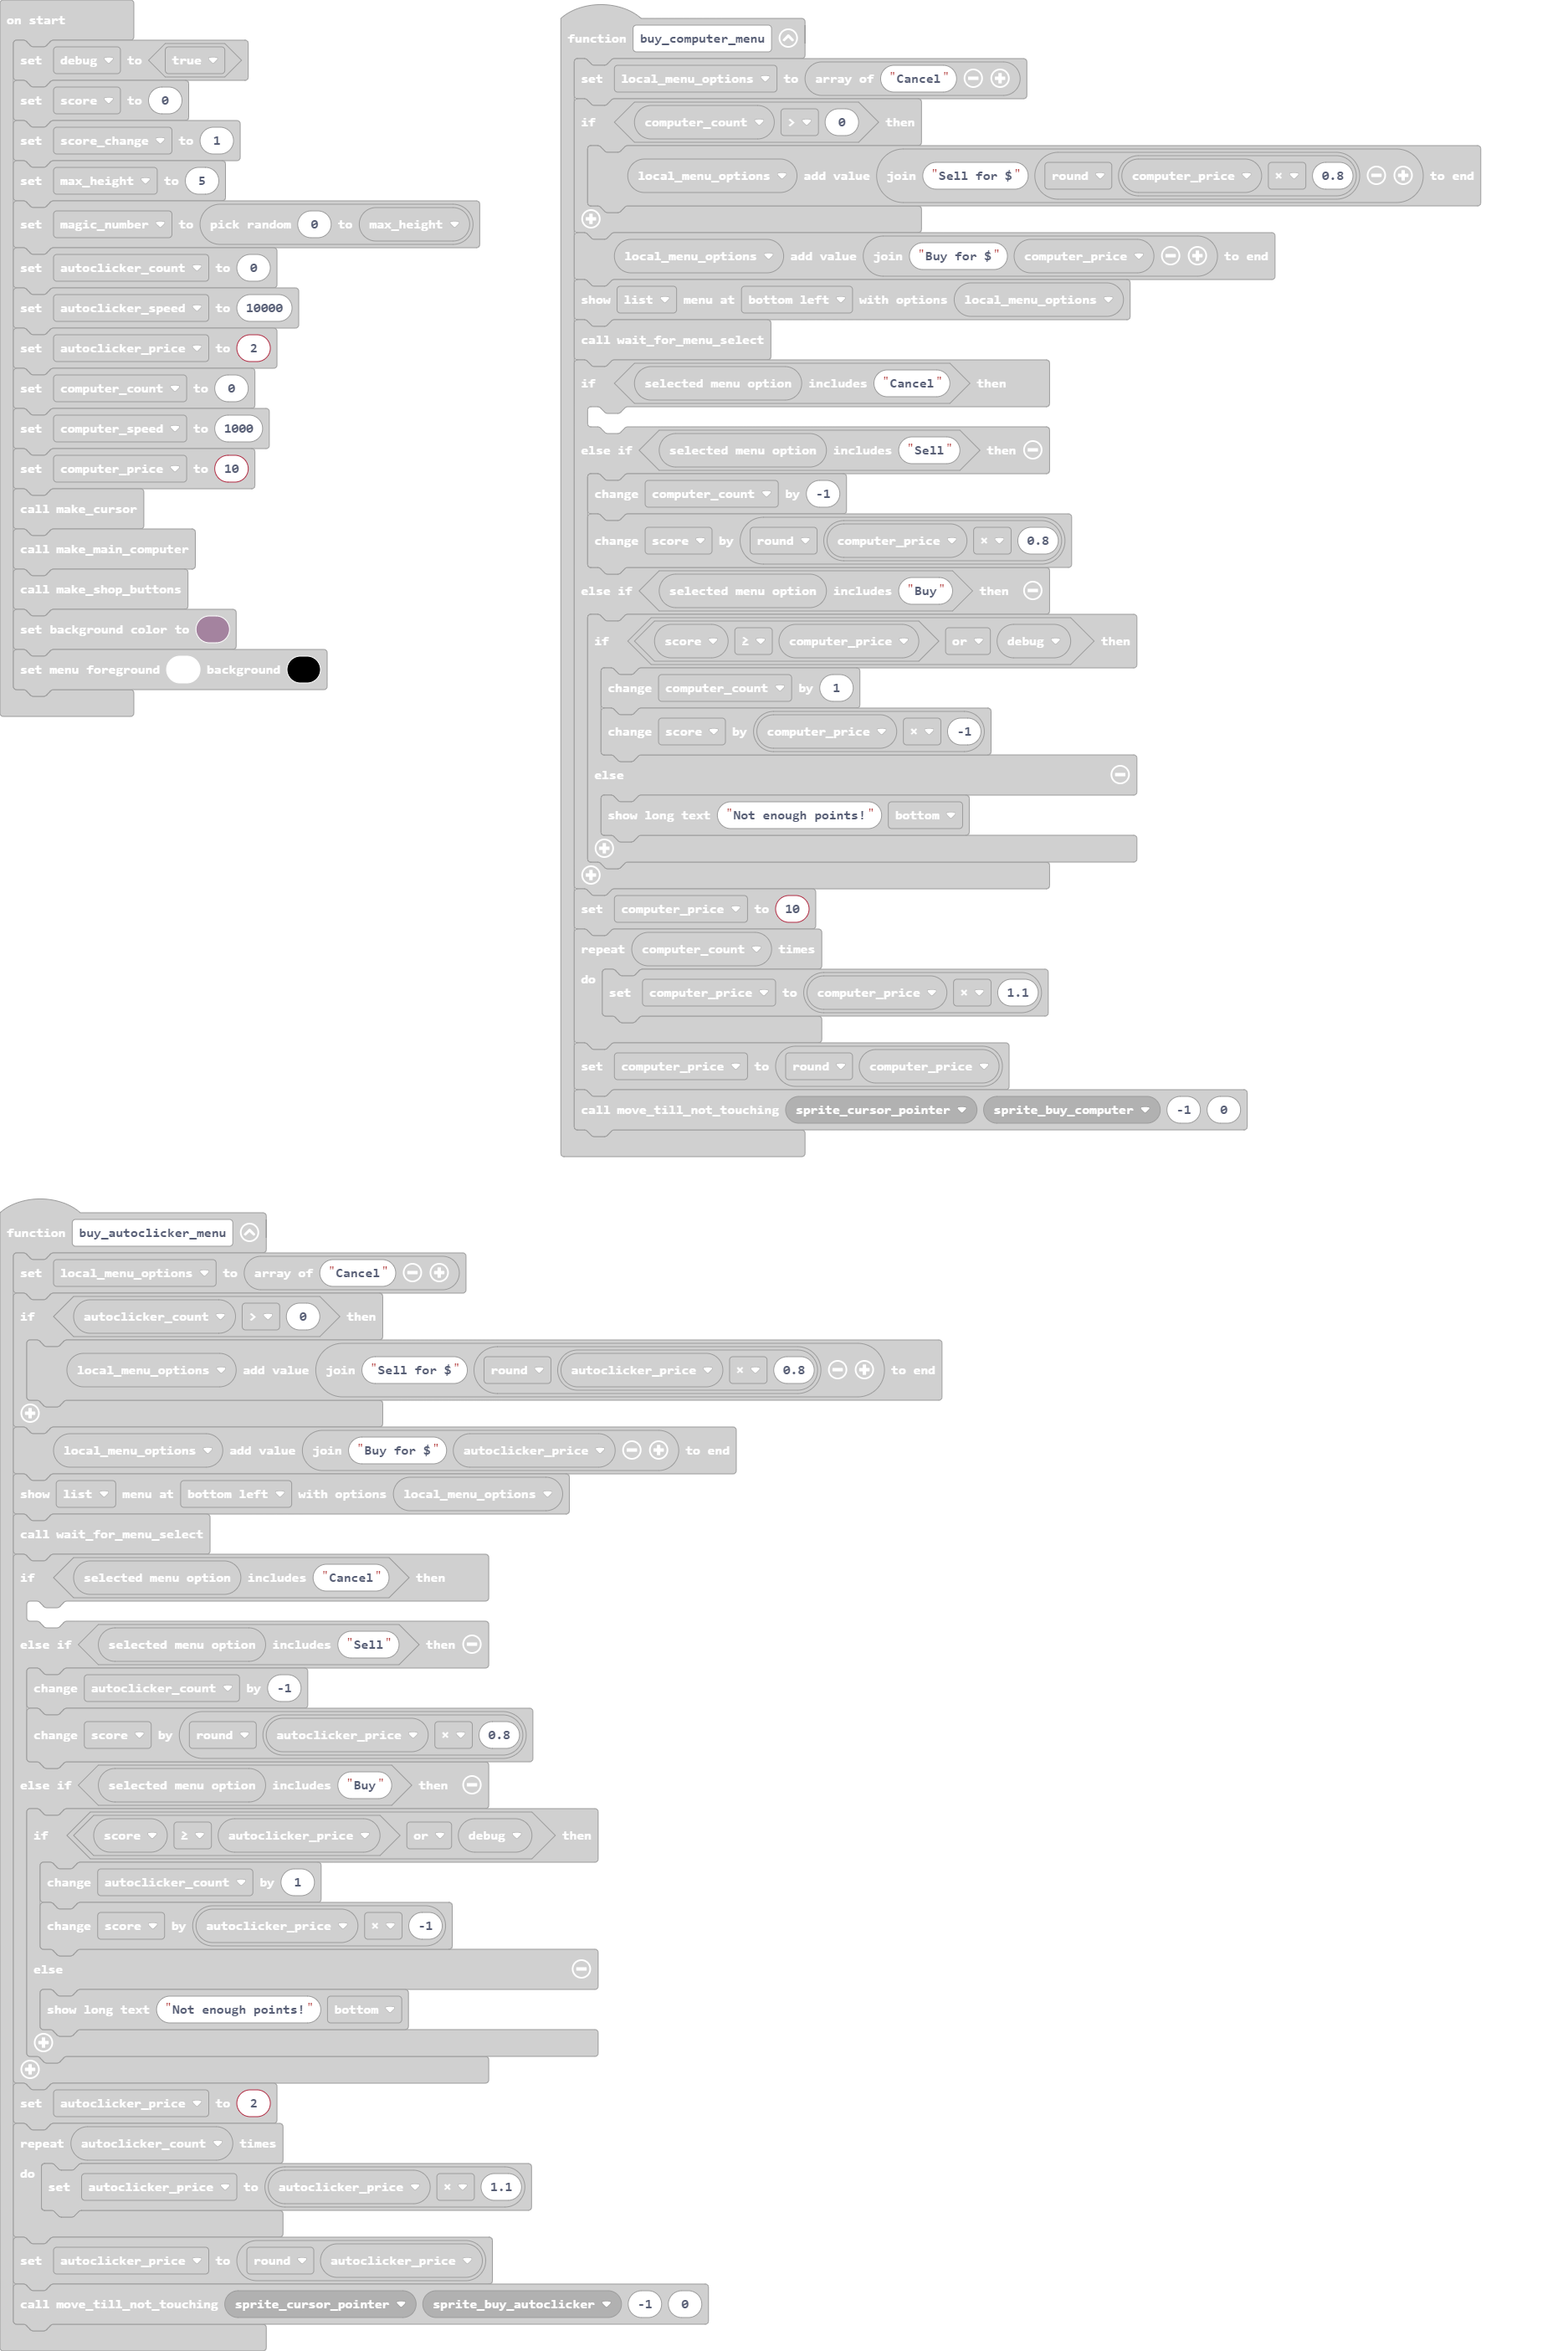 on start
set debug to true
set score to 0
set score_change to 1
set max_height to 5
set magic_number to pick random 0 to max_height
set autoclicker_count to 0
set autoclicker_speed to 10000
set autoclicker_price to 2
set computer_count to 0
set computer_speed to 1000
set computer_price to 10
call make_cursor
call make_main_computer
call make_shop_buttons
set background color to
set menu foreground background
function buy_computer_menu
set local_menu_options to array of "Cancel"
if computer_count > 0 then
local_menu_options add value join "Sell for $" round computer_price × 0.8 to end
local_menu_options add value join "Buy for $" computer_price to end
show list menu at bottom left with options local_menu_options
call wait_for_menu_select
if selected menu option includes "Cancel" then
else if selected menu option includes "Sell" then
change computer_count by -1
change score by round computer_price × 0.8
else if selected menu option includes "Buy" then
if score ≥ computer_price or debug then
change computer_count by 1
change score by computer_price × -1
else
show long text "Not enough points!" bottom
set computer_price to 10
repeat computer_count times
do set computer_price to computer_price × 1.1
set computer_price to round computer_price
call move_till_not_touching sprite_cursor_pointer sprite_buy_computer -1 0
function buy_autoclicker_menu
set local_menu_options to array of "Cancel"
if autoclicker_count > 0 then
local_menu_options add value join "Sell for $" round autoclicker_price × 0.8 to end
local_menu_options add value join "Buy for $" autoclicker_price to end
show list menu at bottom left with options local_menu_options
call wait_for_menu_select
if selected menu option includes "Cancel" then
else if selected menu option includes "Sell" then
change autoclicker_count by -1
change score by round autoclicker_price × 0.8
else if selected menu option includes "Buy" then
if score ≥ autoclicker_price or debug then
change autoclicker_count by 1
change score by autoclicker_price × -1
else
show long text "Not enough points!" bottom
set autoclicker_price to 2
repeat autoclicker_count times
do set autoclicker_price to autoclicker_price × 1.1
set autoclicker_price to round autoclicker_price
call move_till_not_touching sprite_cursor_pointer sprite_buy_autoclicker -1 0